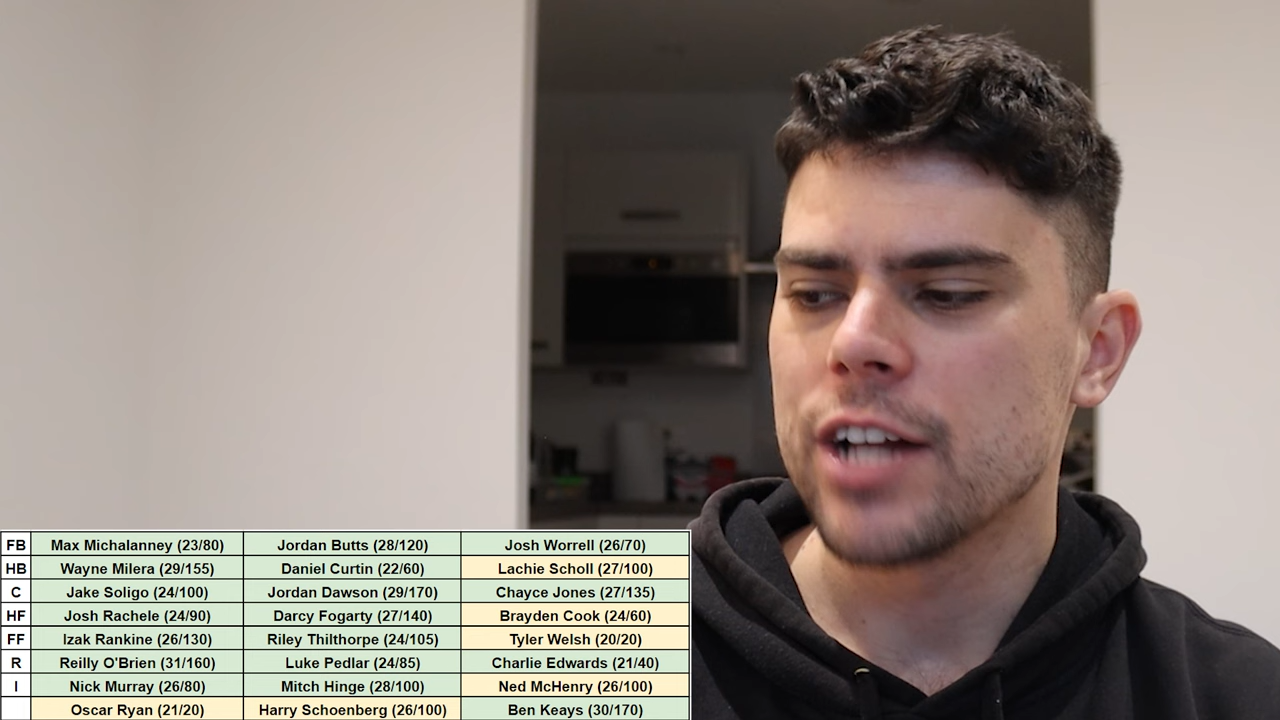 FB Max Michalanney (23/80) Jordan Butts (28/120) Josh Worrell (26/70)
HB Wayne Milera (29/155) Daniel Curtin (22/60) Lachie Scholl (27/100)
C Jake Soligo (24/100) Jordan Dawson (29/170) Chayce Jones (27/135)
HF Josh Rachele (24/90) Darcy Fogarty (27/140) Brayden Cook (24/60)
FF Izak Rankine (26/130) Riley Thilthorpe (24/105) Tyler Welsh (20/20)
R Reilly O'Brien (31/160) Luke Pedlar (24/85) Charlie Edwards (21/40)
I Nick Murray (26/80) Mitch Hinge (28/100) Ned McHenry (26/100)
Oscar Ryan (21/20) Harry Schoenberg (26/100) Ben Keays (30/170)